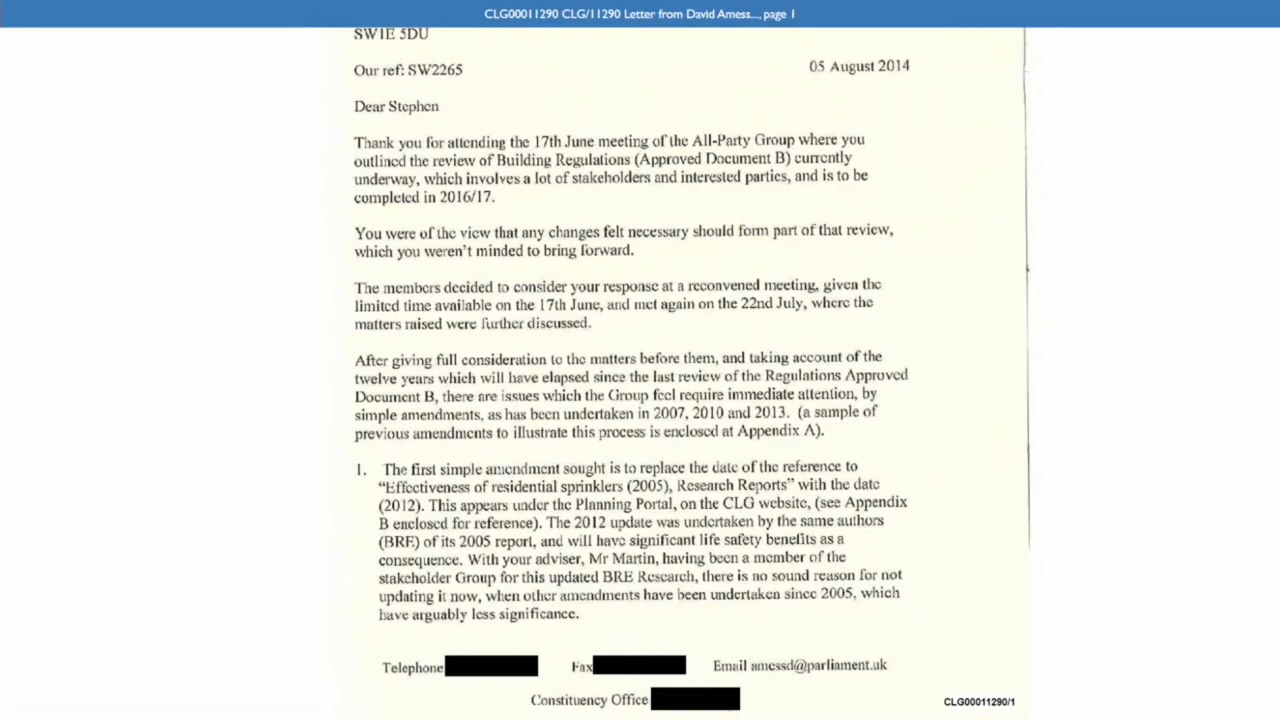 CLG00011290 CLG/11290 Letter from David Amess..., page 1
SW1E 5DU
Our ref: SW2265
05 August 2014
Dear Stephen
Thank you for attending the 17th June meeting of the All-Party Group where you
outlined the review of Building Regulations (Approved Document B) currently
underway, which involves a lot of stakeholders and interested parties, and is to be
completed in 2016/17.
You were of the view that any changes felt necessary should form part of that review,
which you weren't minded to bring forward.
The members decided to consider your response at a reconvened meeting, given the
limited time available on the 17th June, and met again on the 22nd July, where the
matters raised were further discussed.
After giving full consideration to the matters before them, and taking account of the
twelve years which will have elapsed since the last review of the Regulations Approved
Document B, there are issues which the Group feel require immediate attention, by
simple amendments, as has been undertaken in 2007, 2010 and 2013. (a sample of
previous amendments to illustrate this process is enclosed at Appendix A).
1. The first simple amendment sought is to replace the date of the reference to
"Effectiveness of residential sprinklers (2005), Research Reports" with the date
(2012). This appears under the Planning Portal, on the CLG website, (see Appendix
B enclosed for reference). The 2012 update was undertaken by the same authors
(BRE) of its 2005 report, and will have significant life safety benefits as a
consequence. With your adviser, Mr Martin, having been a member of the
stakeholder Group for this updated BRE Research, there is no sound reason for not
updating it now, when other amendments have been undertaken since 2005, which
have arguably less significance.
Telephone
Fax
Email amessd@parliament.uk
Constituency Office
CLG00011290/1